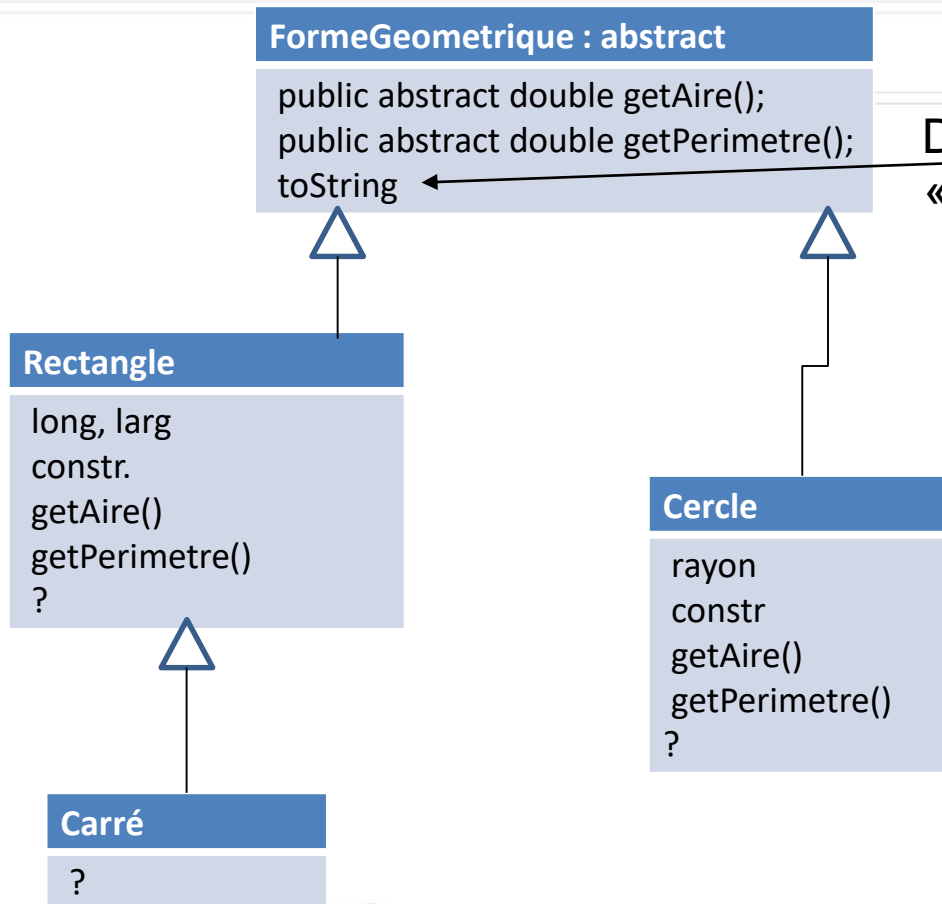 FormeGeometrique : abstract
public abstract double getAire();
public abstract double getPerimetre();
toString
D
«
Rectangle
long, larg
constr.
getAire()
getPerimetre()
?
Cercle
rayon
constr
getAire()
getPerimetre()
?
Carré
?